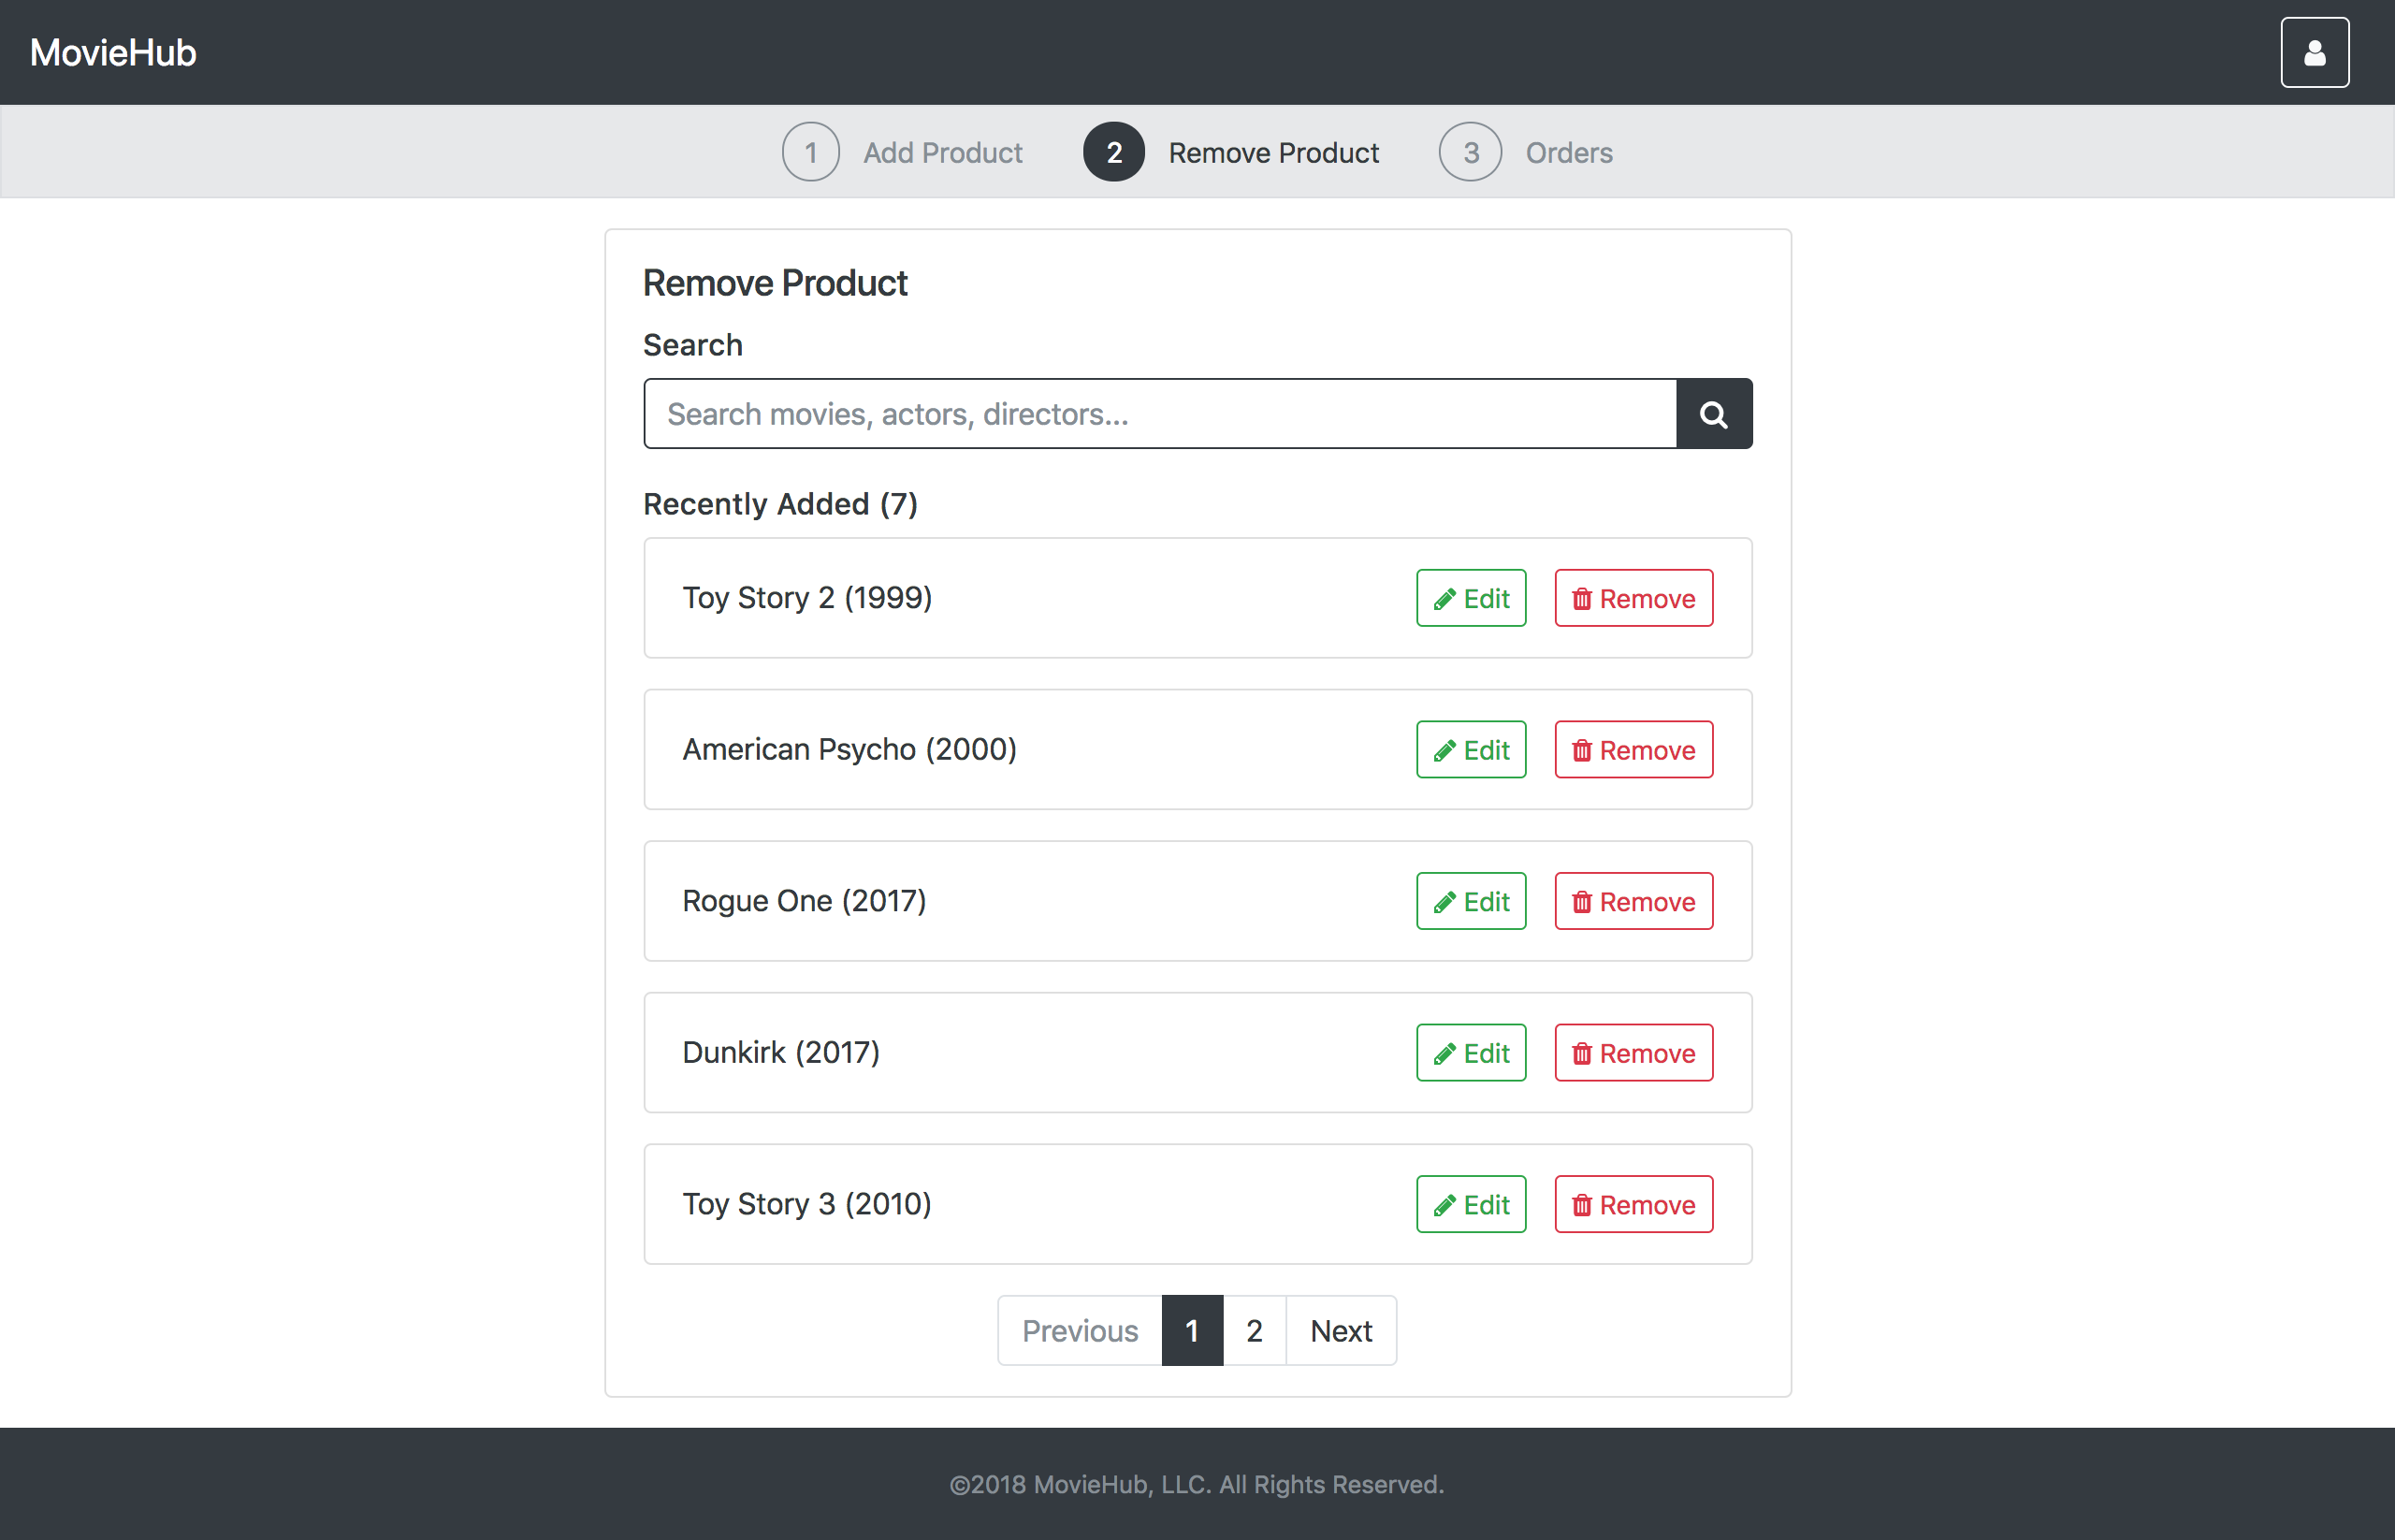 MovieHub
1 Add Product 2 Remove Product 3 Orders
Remove Product
Search
Search movies, actors, directors...
Recently Added (7)
Toy Story 2 (1999) Edit Remove
American Psycho (2000) Edit Remove
Rogue One (2017) Edit Remove
Dunkirk (2017) Edit Remove
Toy Story 3 (2010) Edit Remove
Previous 1 2 Next
©2018 MovieHub, LLC. All Rights Reserved.